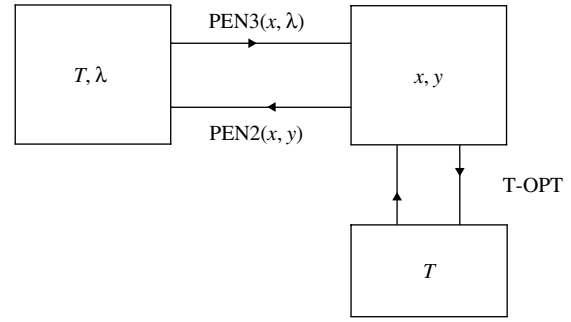 PEN3(x, λ)
T, λ
x, y
PEN2(x, y)
T-OPT
T